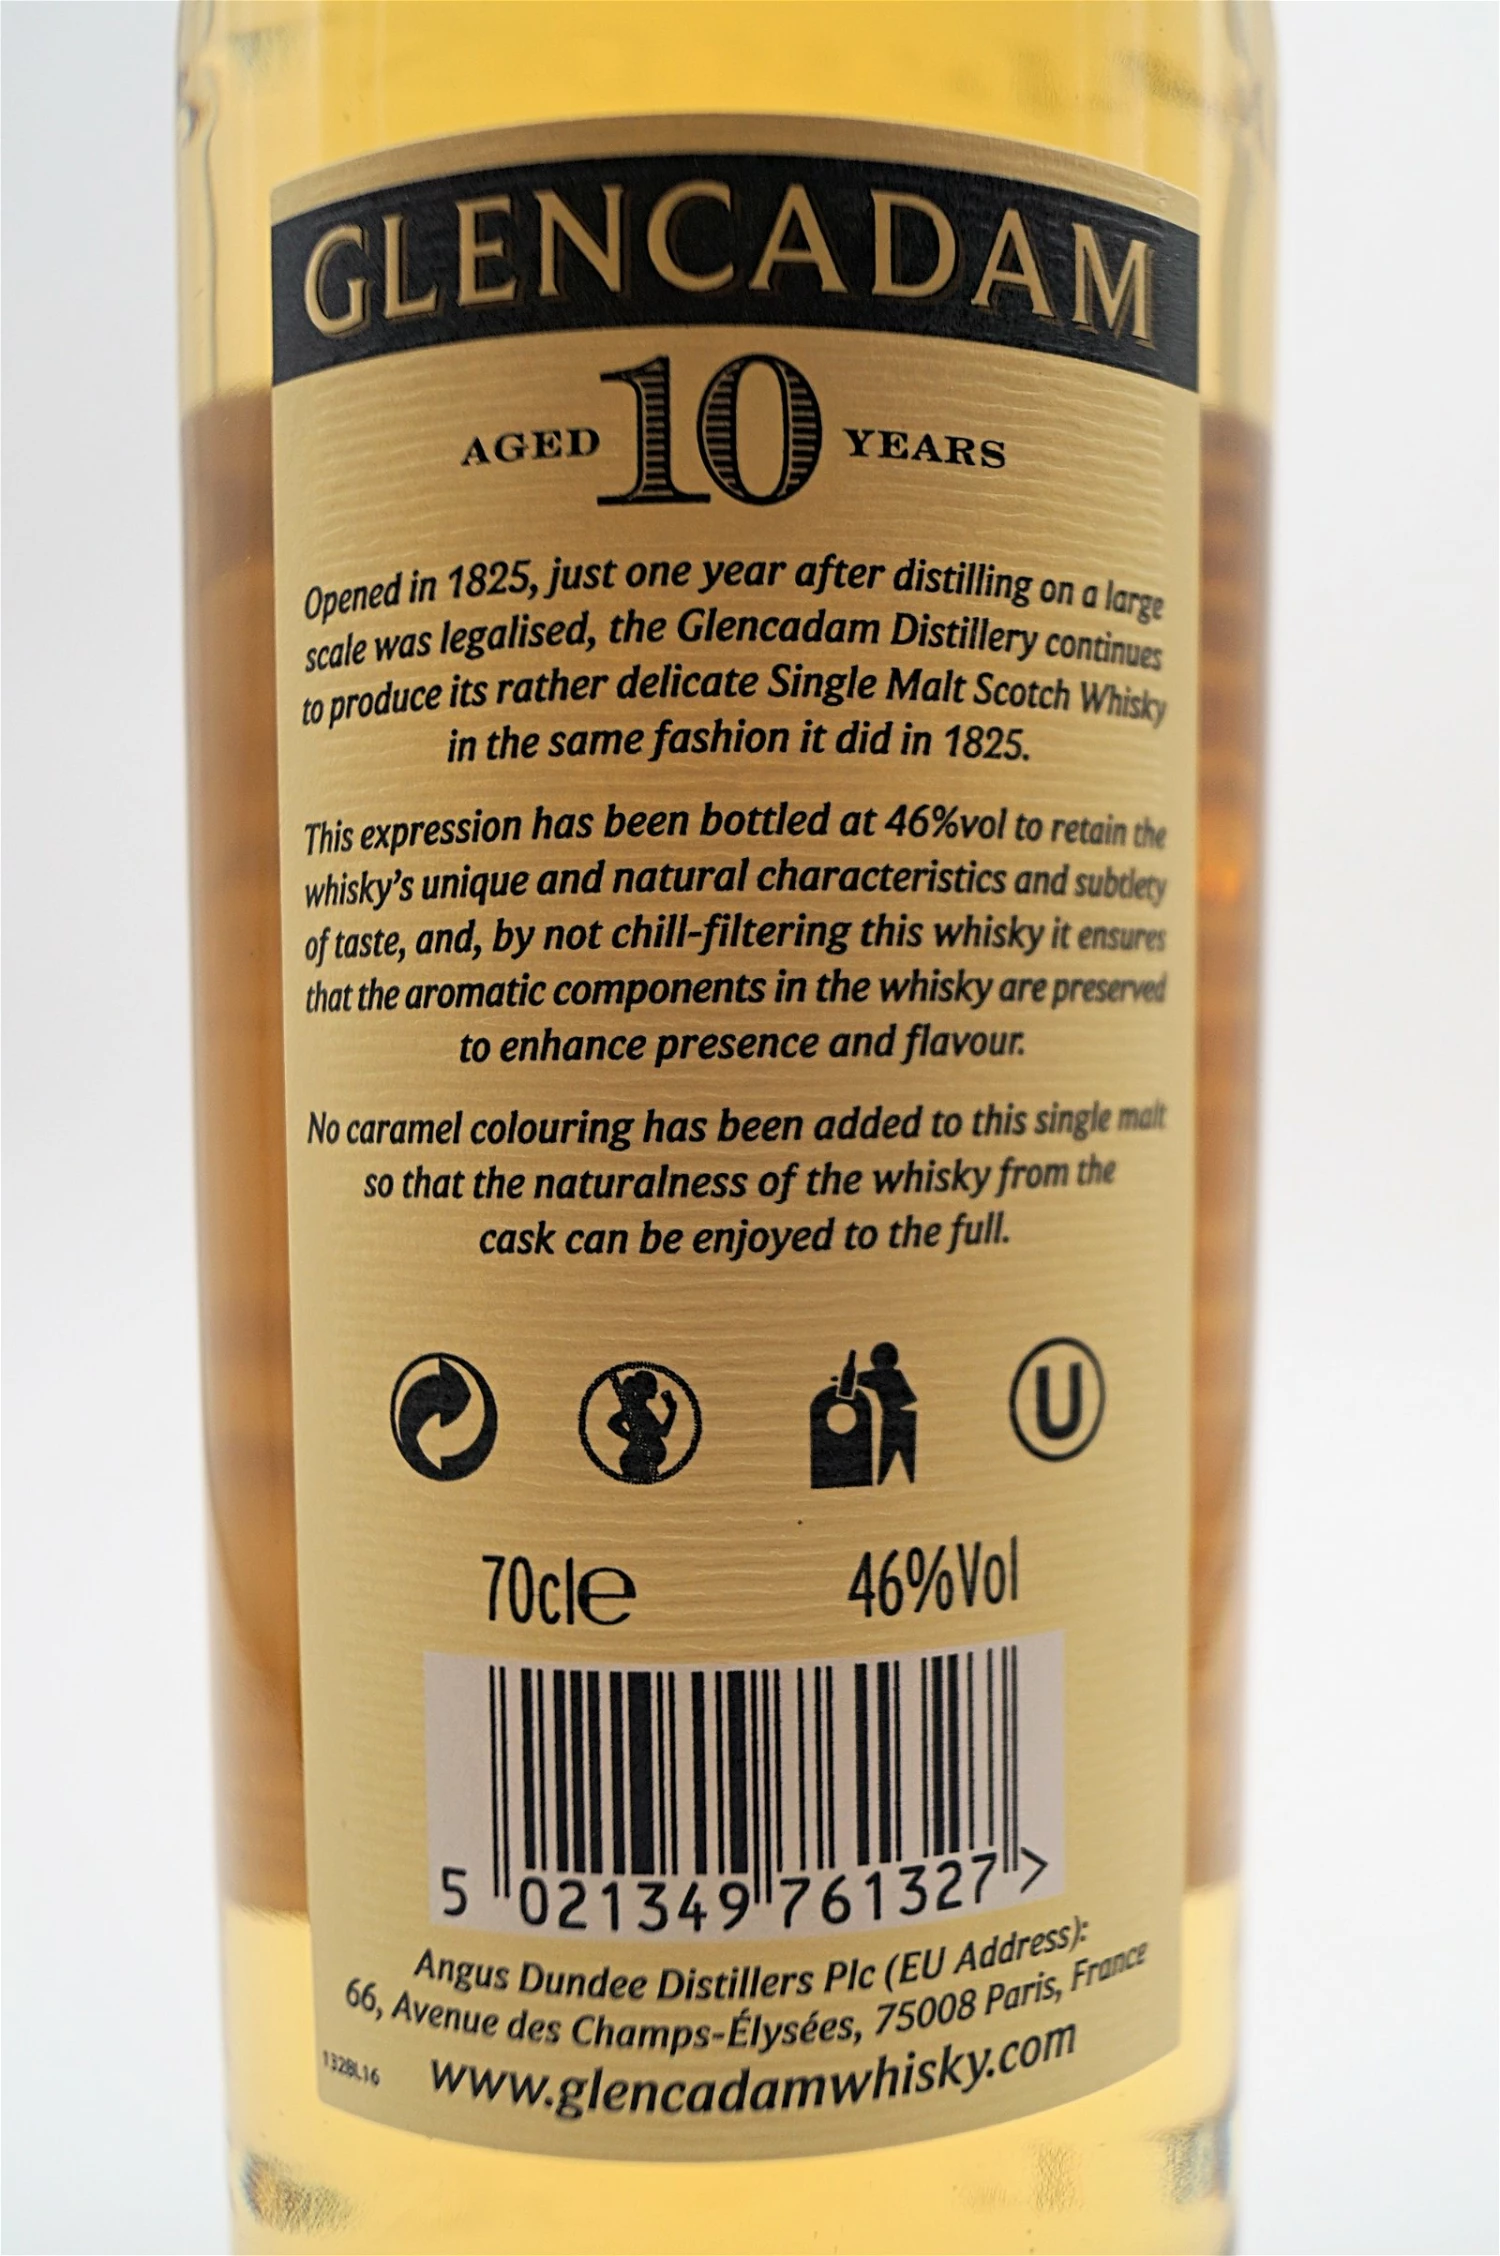 GLENCADAM
AGED 10 YEARS
Opened in 1825, just one year after distilling on a large
scale was legalised, the Glencadam Distillery continues
to produce its rather delicate Single Malt Scotch Whisky
in the same fashion it did in 1825.
This expression has been bottled at 46%vol to retain the
whisky's unique and natural characteristics and subtlety
of taste, and, by not chill-filtering this whisky it ensures
that the aromatic components in the whisky are preserved
to enhance presence and flavour.
No caramel colouring has been added to this single malt
so that the naturalness of the whisky from the
cask can be enjoyed to the full.
U
70cl℮ 46%Vol
5 021349 761327 >
Angus Dundee Distillers Plc (EU Address):
66, Avenue des Champs-Élysées, 75008 Paris, France
www.glencadamwhisky.com